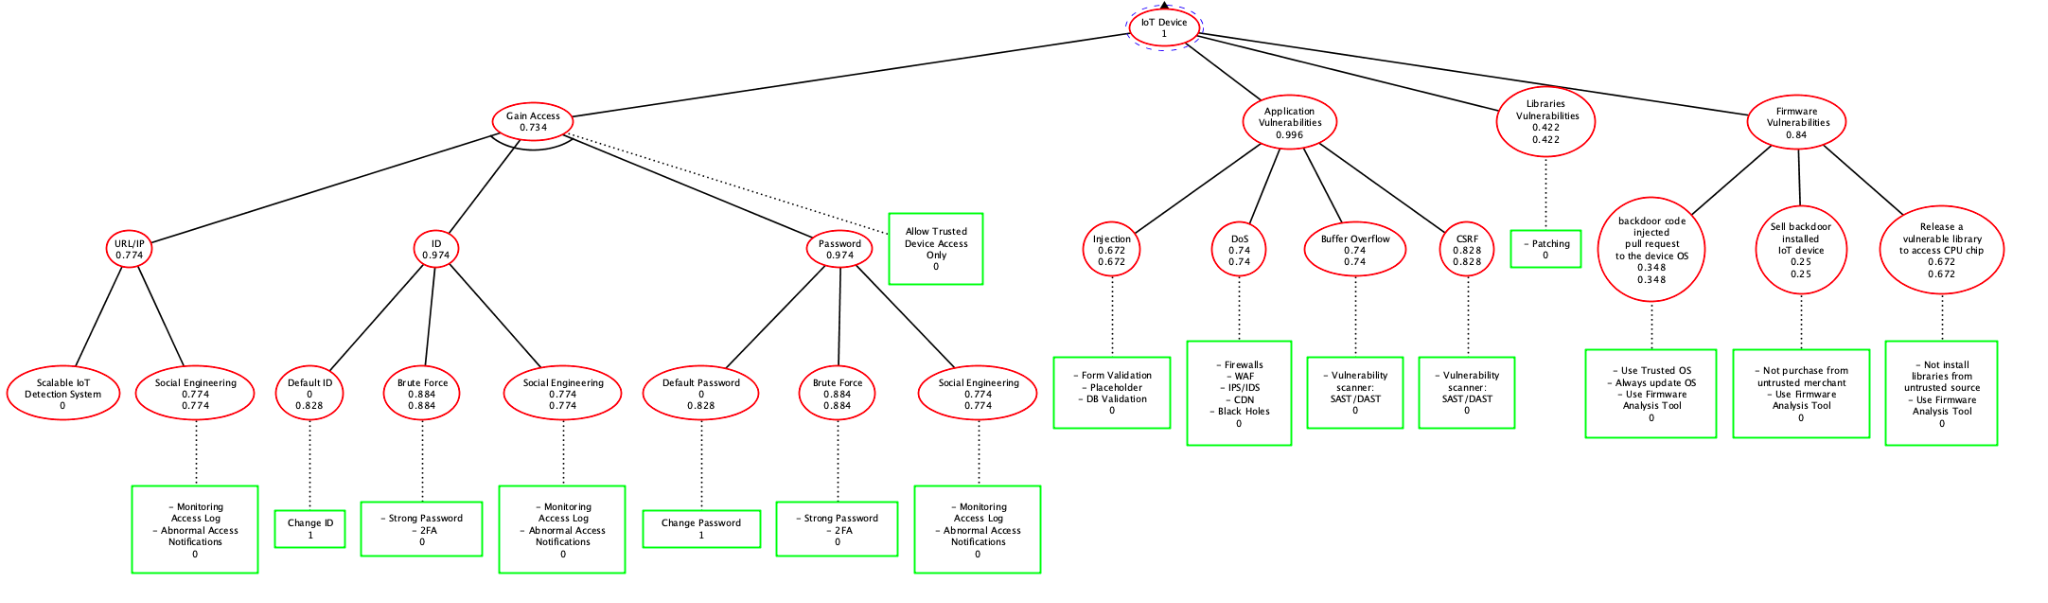 IoT Device
1
Gain Access
0.734
Application
Vulnerabilities
0.996
Libraries
Vulnerabilities
0.422
0.422
Firmware
Vulnerabilities
0.84
URL/IP
0.774
ID
0.974
Password
0.974
Allow Trusted
Device Access
Only
0
Injection
0.672
0.672
DoS
0.74
0.74
Buffer Overflow
0.74
0.74
CSRF
0.828
0.828
- Patching
0
backdoor code
injected
pull request
to the device OS
0.348
0.348
Sell backdoor
installed
IoT device
0.25
0.25
Release a
vulnerable library
to access CPU chip
0.672
0.672
Scalable IoT
Detection System
0
Social Engineering
0.774
0.774
Default ID
0
0.828
Brute Force
0.884
0.884
Social Engineering
0.774
0.774
Default Password
0
0.828
Brute Force
0.884
0.884
Social Engineering
0.774
0.774
- Form Validation
- Placeholder
- DB Validation
0
- Firewalls
- WAF
- IPS/IDS
- CDN
- Black Holes
0
- Vulnerability
scanner:
SAST/DAST
0
- Vulnerability
scanner:
SAST/DAST
0
- Use Trusted OS
- Always update OS
- Use Firmware
Analysis Tool
0
- Not purchase from
untrusted merchant
- Use Firmware
Analysis Tool
0
- Not install
libraries from
untrusted source
- Use Firmware
Analysis Tool
0
- Monitoring
Access Log
- Abnormal Access
Notifications
0
Change ID
1
- Strong Password
- 2FA
0
- Monitoring
Access Log
- Abnormal Access
Notifications
0
Change Password
1
- Strong Password
- 2FA
0
- Monitoring
Access Log
- Abnormal Access
Notifications
0